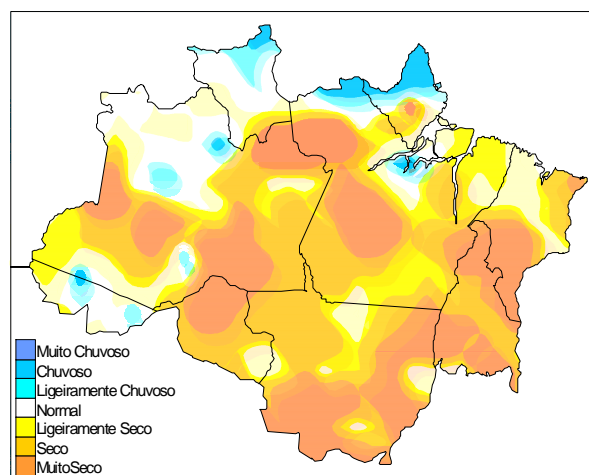 Muito Chuvoso
Chuvoso
Ligeiramente Chuvoso
Normal
Ligeiramente Seco
Seco
MuitoSeco